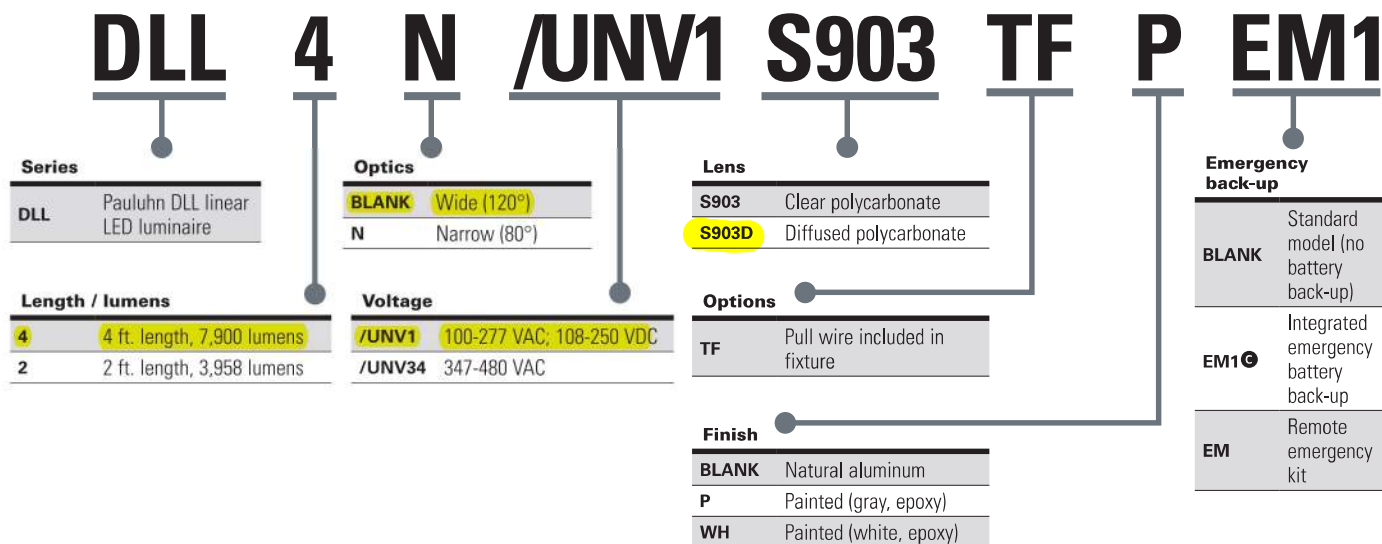 DLL 4 N /UNV1 S903 TF P EM1
Series
DLL Pauluhn DLL linear
LED luminaire
Length / lumens
4 4 ft. length, 7,900 lumens
2 2 ft. length, 3,958 lumens
Optics
BLANK Wide (120°)
N Narrow (80°)
Voltage
/UNV1 100-277 VAC; 108-250 VDC
/UNV34 347-480 VAC
Lens
S903 Clear polycarbonate
S903D Diffused polycarbonate
Options
TF Pull wire included in
fixture
Finish
BLANK Natural aluminum
P Painted (gray, epoxy)
WH Painted (white, epoxy)
Emergency
back-up
Standard
model (no
BLANK battery
back-up)
Integrated
emergency
EM1 G battery
back-up
Remote
EM emergency
kit